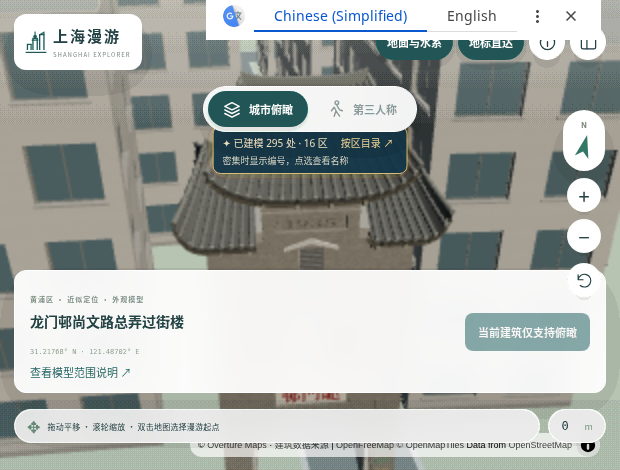 Chinese (Simplified)
English
上海漫游
SHANGHAI EXPLORER
地面与水系
地标直达
城市俯瞰
第三人称
✦ 已建模 295 处 · 16 区 按区目录 ↗
密集时显示编号，点选查看名称
N
+
−
黄浦区 · 近似定位 · 外观模型
龙门邨尚文路总弄过街楼
31.21768° N · 121.48702° E
查看模型范围说明 ↗
当前建筑仅支持俯瞰
拖动平移 · 滚轮缩放 · 双击地图选择漫游起点
0 m
© Overture Maps · 建筑数据来源 | OpenFreeMap © OpenMapTiles Data from OpenStreetMap